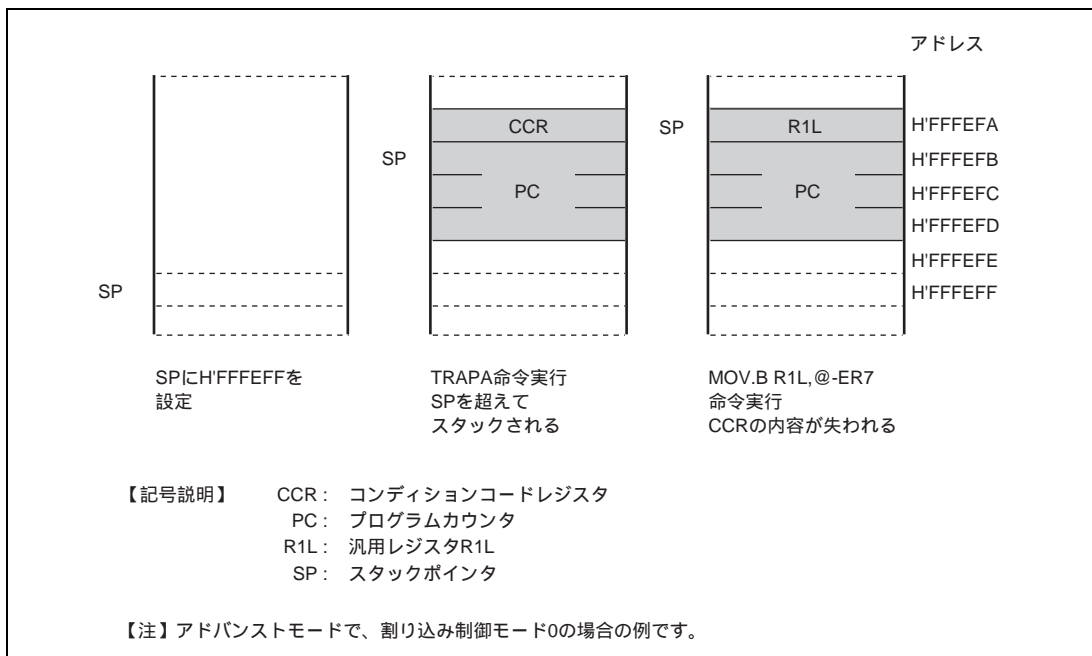 アドレス
CCR SP R1L H'FFFEFA
SP H'FFFEFB
PC PC H'FFFEFC
H'FFFEFD
H'FFFEFE
SP H'FFFEFF
SPにH'FFFEFFを
設定
TRAPA命令実行
SPを超えて
スタックされる
MOV.B R1L,@-ER7
命令実行
CCRの内容が失われる
【記号説明】 CCR : コンディションコードレジスタ
PC : プログラムカウンタ
R1L : 汎用レジスタR1L
SP : スタックポインタ
【注】アドバンストモードで、割り込み制御モード0の場合の例です。